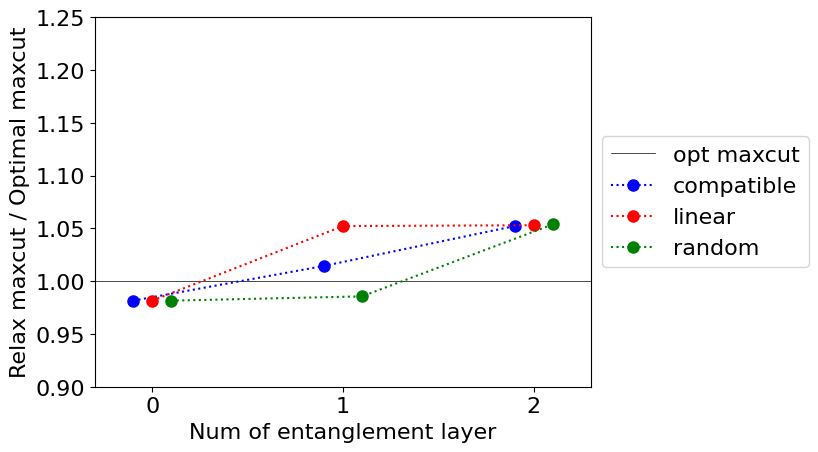 Relax maxcut / Optimal maxcut
1.25
1.20
1.15
1.10
1.05
1.00
0.95
0.90
0
1
2
Num of entanglement layer
opt maxcut
compatible
linear
random